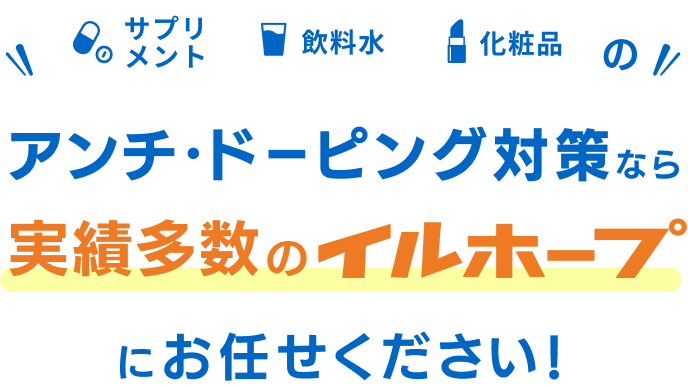 サプリ
メント 飲料水 化粧品 の
アンチ・ドーピング対策なら
実績多数のイルホープ
にお任せください!